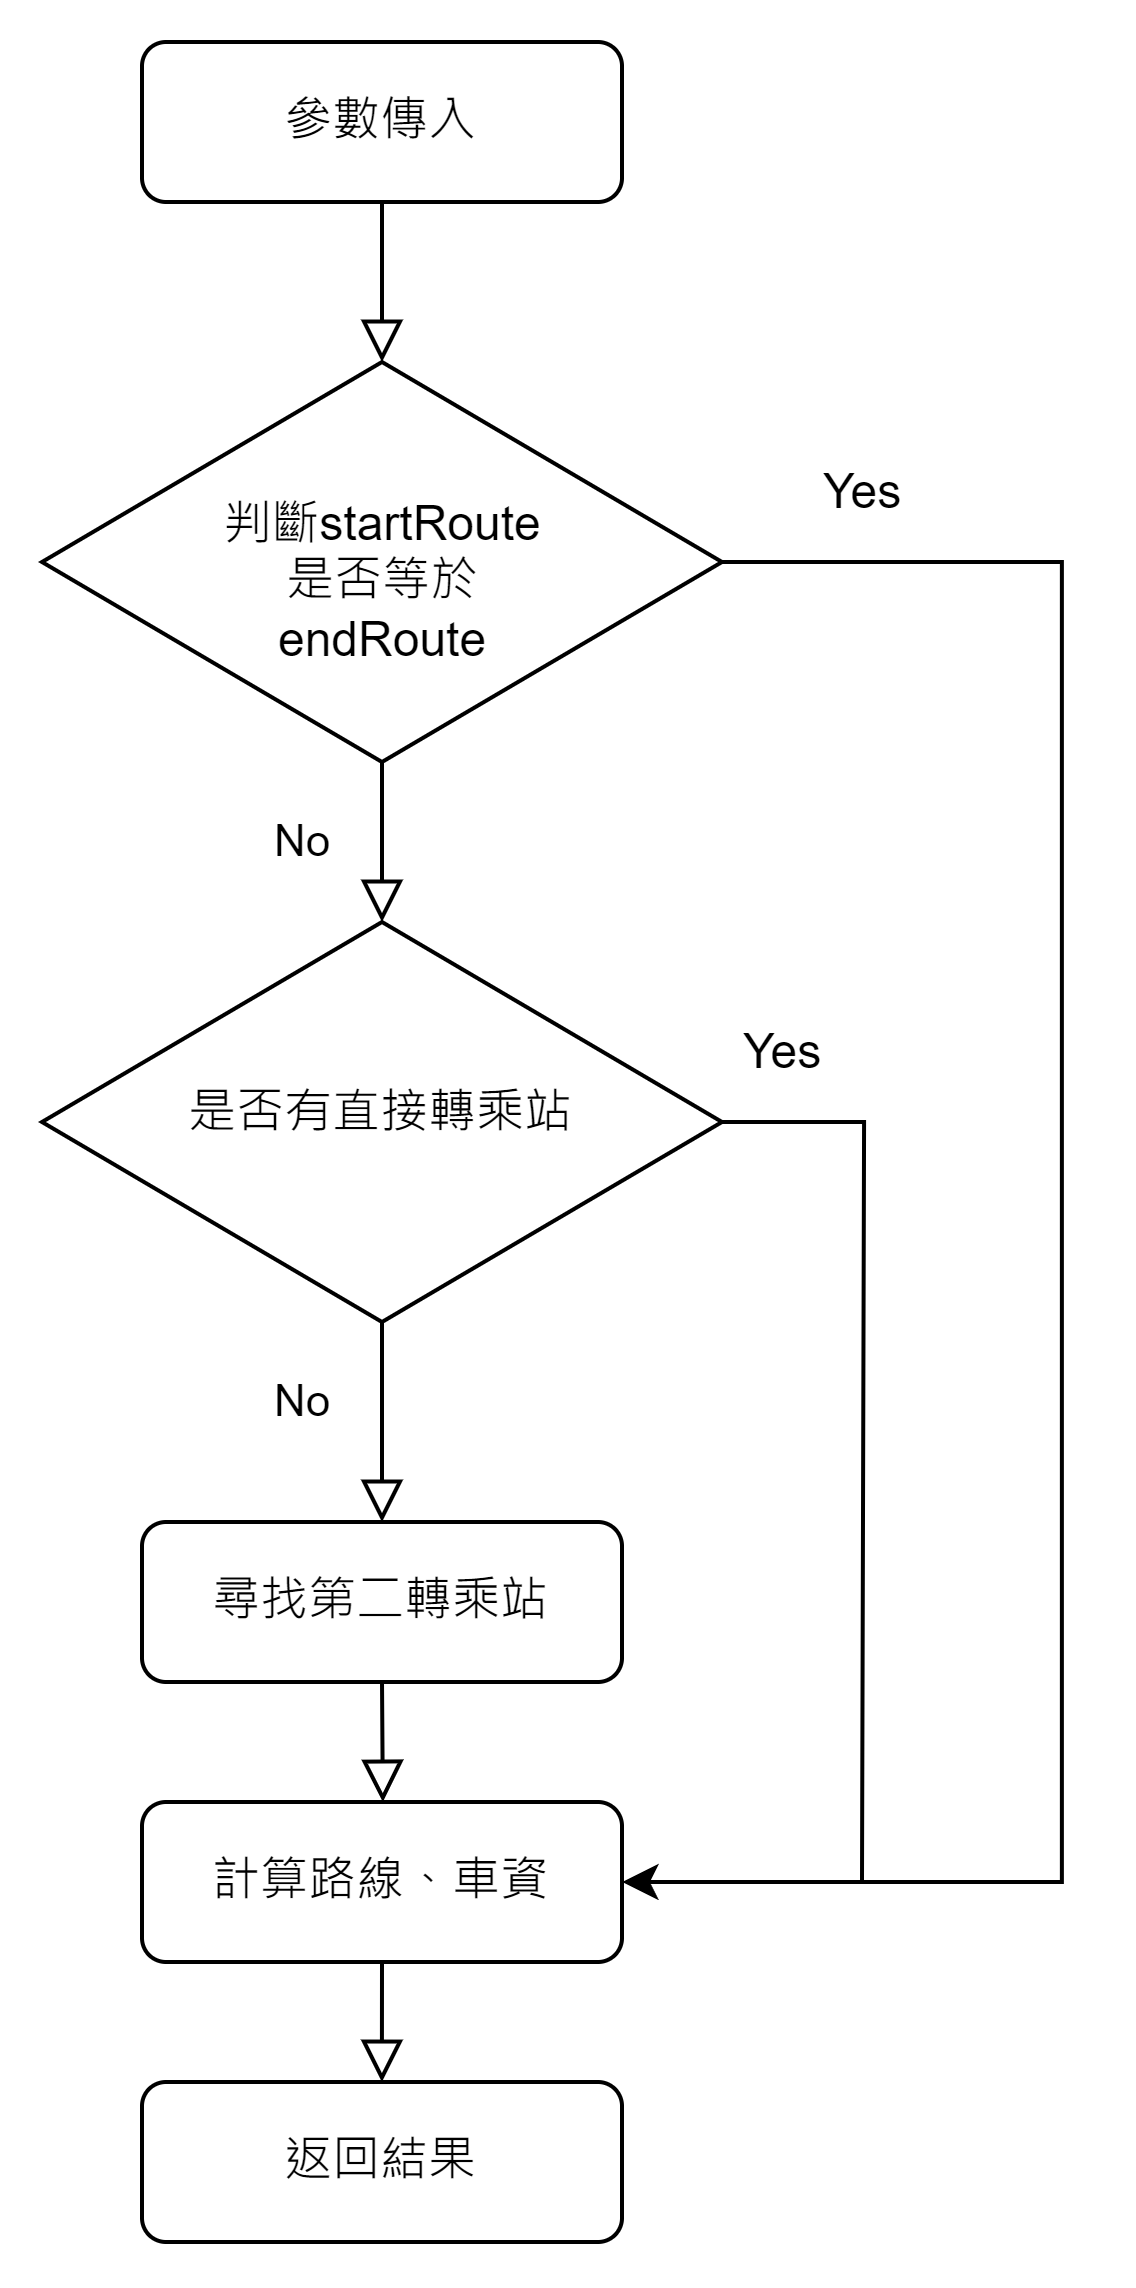 參數傳入
Yes
判斷startRoute
是否等於
endRoute
No
Yes
是否有直接轉乘站
No
尋找第二轉乘站
計算路線、車資
返回結果